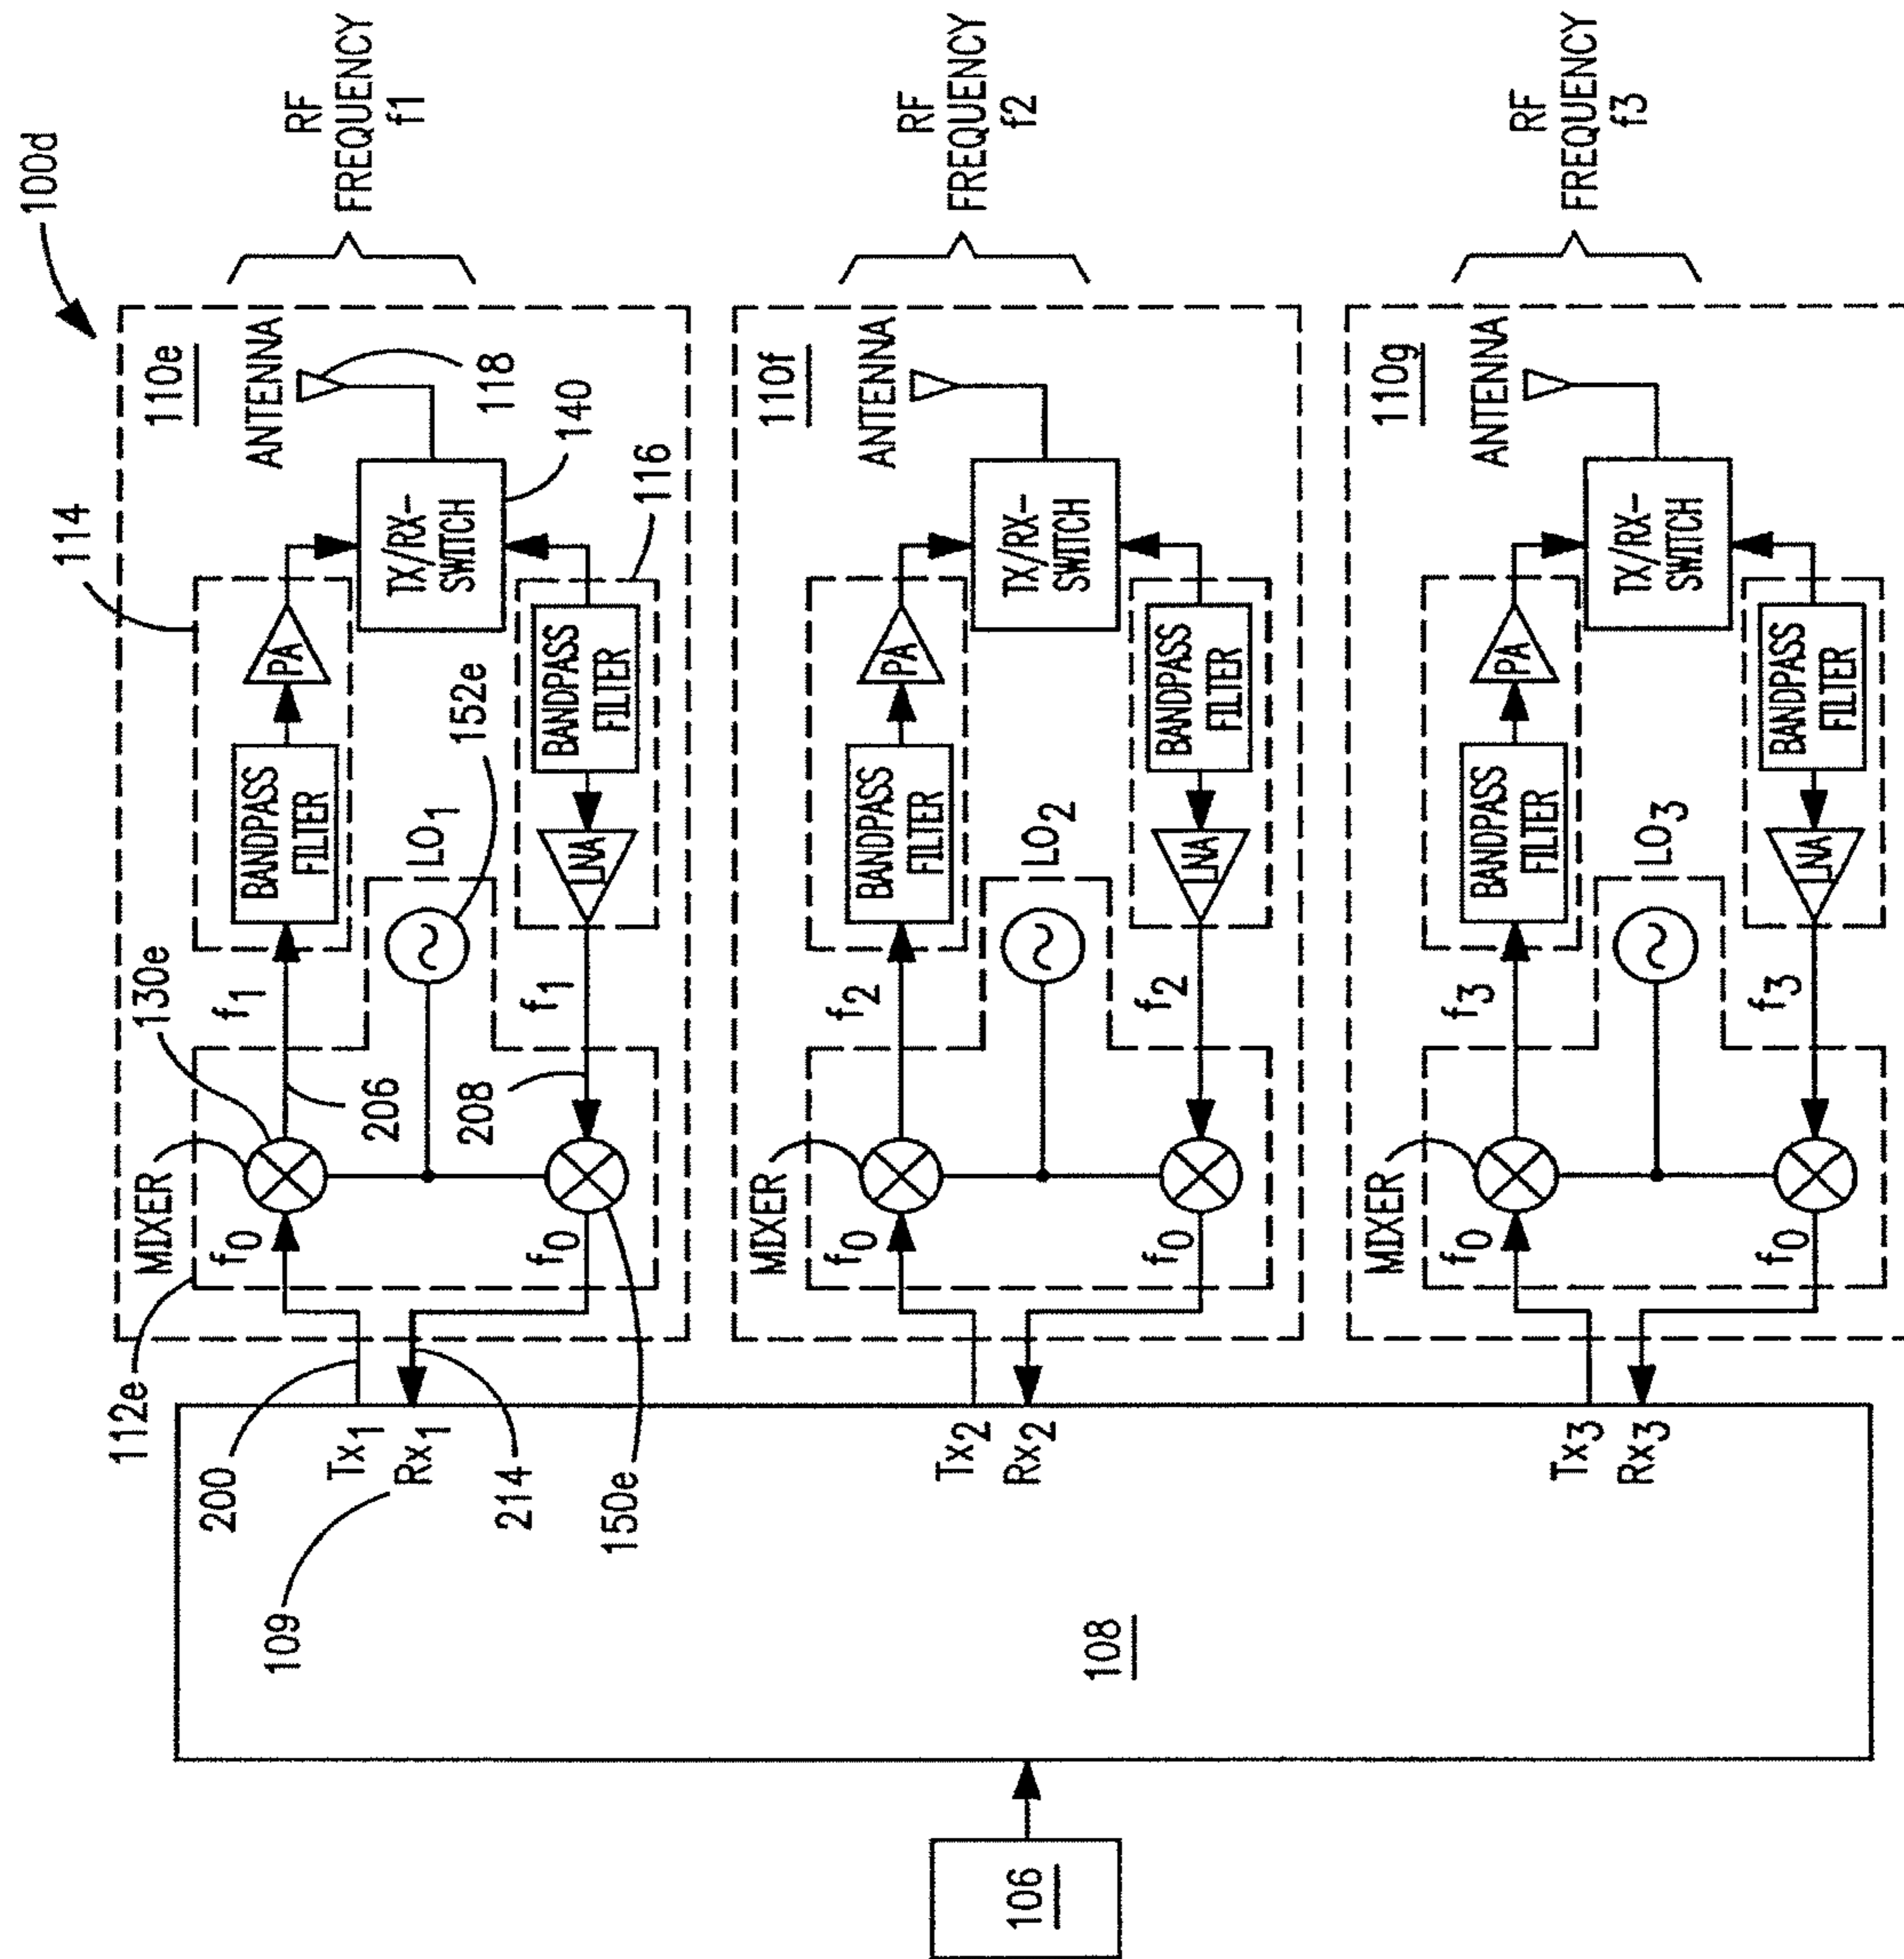 100d
110e
RF
FREQUENCY
f1
114
ANTENNA
118
140
116
PA
TX/RX-
SWITCH
BANDPASS
FILTER
BANDPASS
FILTER
LNA
LO1
152e
130e
f1
f1
206
208
MIXER
f0
f0
112e
200
Tx1
Rx1
214
150e
109
110f
RF
FREQUENCY
f2
ANTENNA
PA
TX/RX-
SWITCH
BANDPASS
FILTER
BANDPASS
FILTER
LNA
LO2
f2
f2
MIXER
f0
f0
Tx2
Rx2
110g
RF
FREQUENCY
f3
ANTENNA
PA
TX/RX-
SWITCH
BANDPASS
FILTER
BANDPASS
FILTER
LNA
LO3
f3
f3
MIXER
f0
f0
Tx3
Rx3
108
106